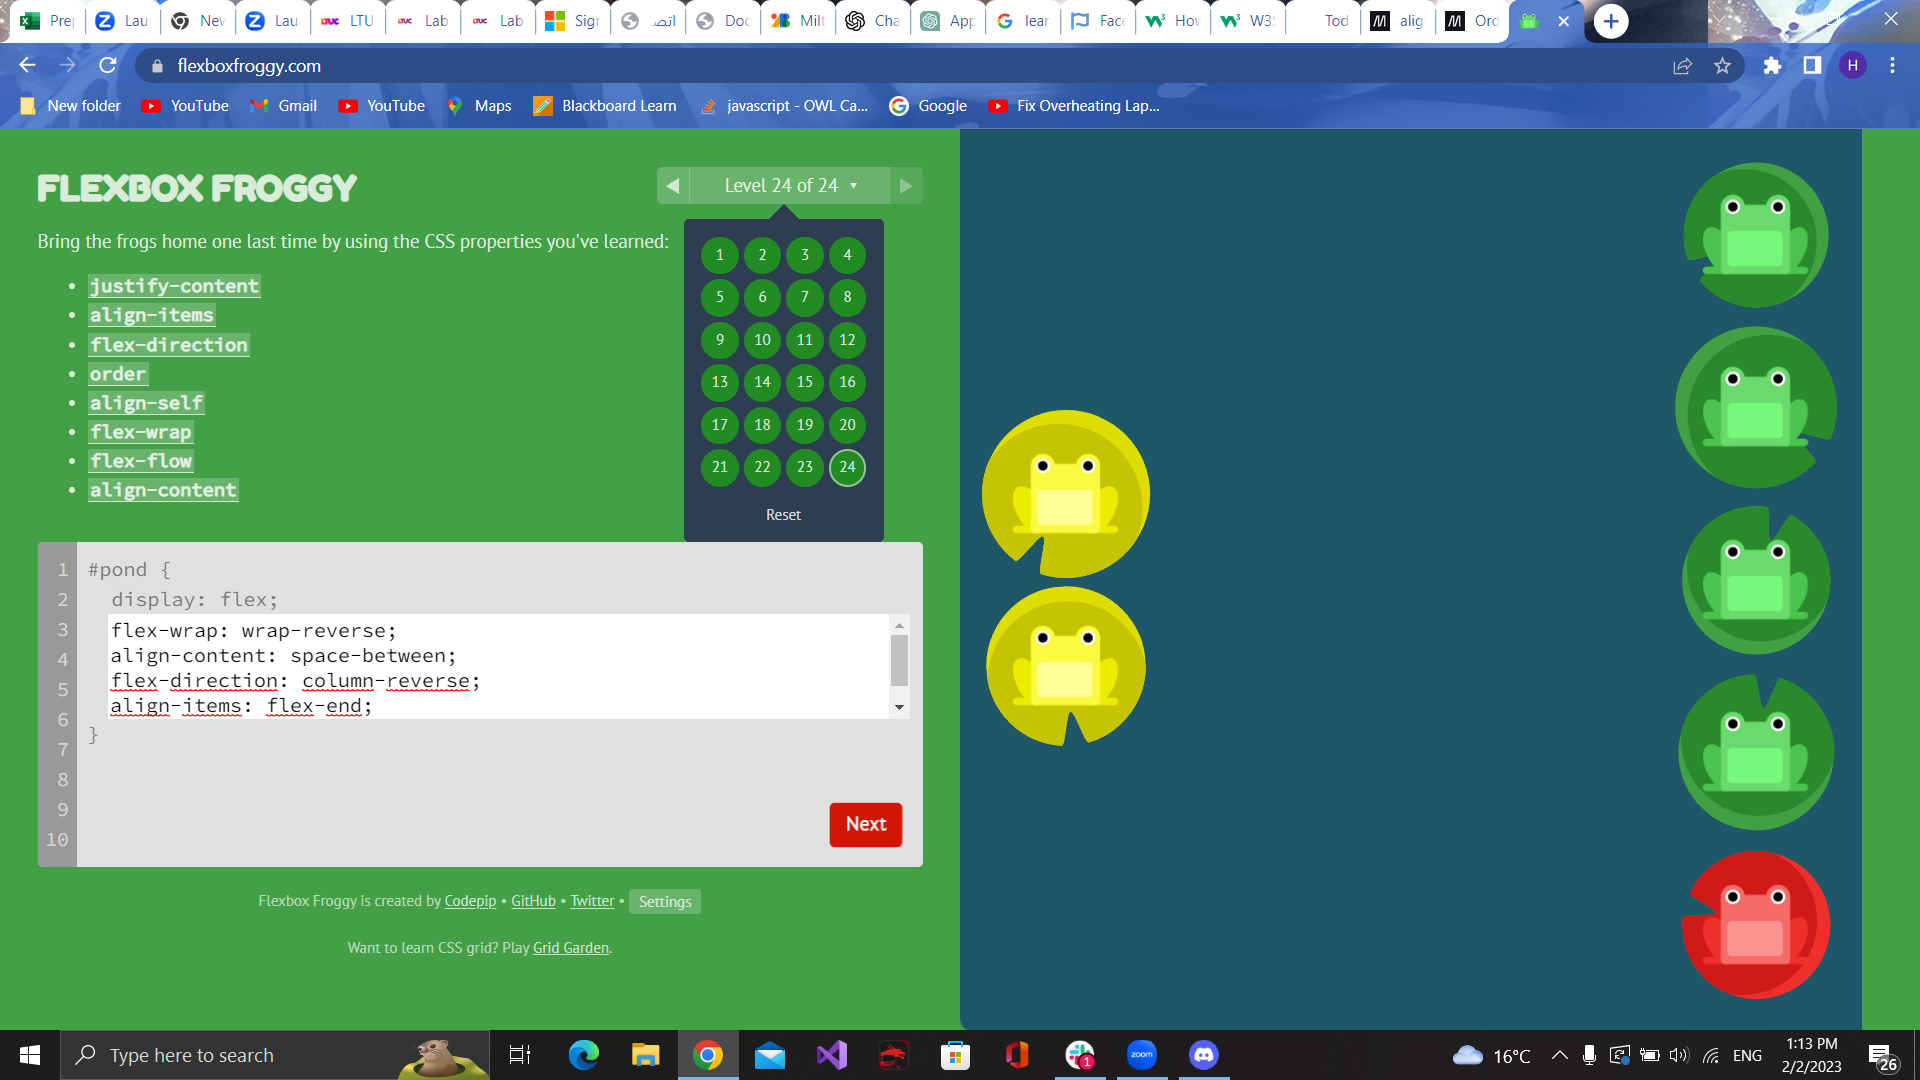 Pre
Lau
Nev
Lau
LTU
Lab
Lab
Sigr
اتصا
Doc
Milt
Cha
App
lear
Face
Hov
W3S
Tod
alig
Ord
flexboxfroggy.com
H
New folder
YouTube
Gmail
YouTube
Maps
Blackboard Learn
javascript - OWL Ca...
Google
Fix Overheating Lap...
FLEXBOX FROGGY
Level 24 of 24
Bring the frogs home one last time by using the CSS properties you've learned:
justify-content
align-items
flex-direction
order
align-self
flex-wrap
flex-flow
align-content
1 2 3 4
5 6 7 8
9 10 11 12
13 14 15 16
17 18 19 20
21 22 23 24
Reset
1 #pond {
2 display: flex;
3 flex-wrap: wrap-reverse;
4 align-content: space-between;
5 flex-direction: column-reverse;
6 align-items: flex-end;
7 }
8
9
10
Next
Flexbox Froggy is created by Codepip • GitHub • Twitter • Settings
Want to learn CSS grid? Play Grid Garden.
Type here to search
1
zoom
16°C
ENG
1:13 PM
2/2/2023
26